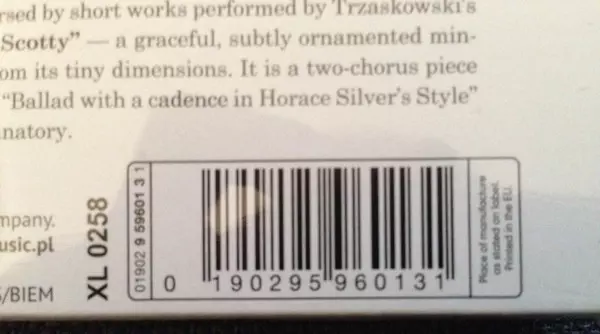 rsed by short works performed by Trzaskowski's
Scotty” — a graceful, subtly ornamented min-
om its tiny dimensions. It is a two-chorus piece
“Ballad with a cadence in Horace Silver's Style”
natory.
mpany.
usic.pl
S/BIEM
XL 0258
01902 9 59601 3 1
0 190295 960131
Place of manufacture
as stated on label.
Printed in the EU.